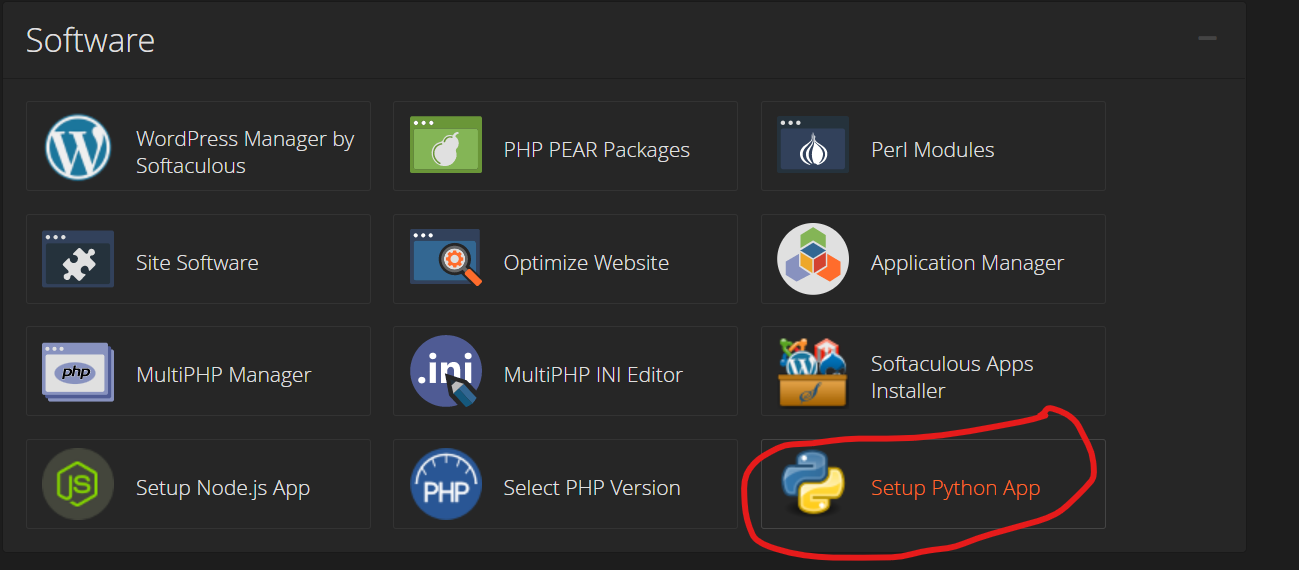 Software
WordPress Manager by
Softaculous
PHP PEAR Packages
Perl Modules
Site Software
Optimize Website
Application Manager
php
MultiPHP Manager
.ini
MultiPHP INI Editor
Softaculous Apps
Installer
JS
Setup Node.js App
PHP
Select PHP Version
Setup Python App